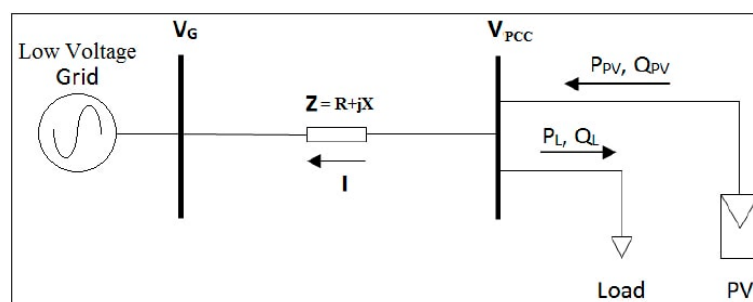 V_G
V_PCC
Low Voltage
Grid
P_PV, Q_PV
Z = R+jX
P_L, Q_L
I
Load
PV